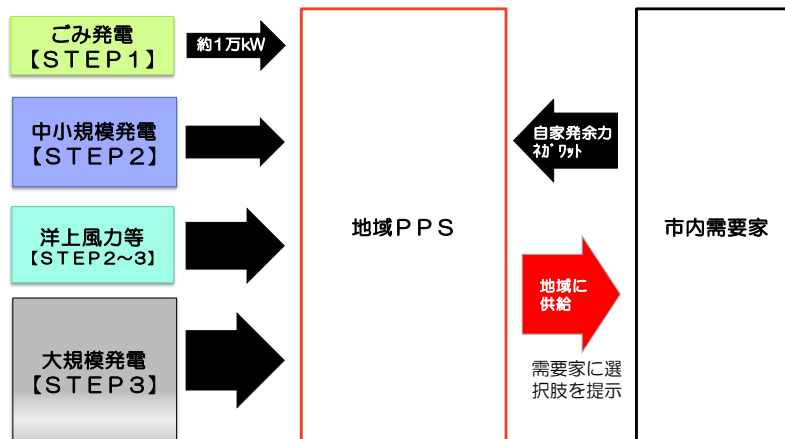 ごみ発電
【ＳＴＥＰ１】
約１万kW
中小規模発電
【ＳＴＥＰ２】
洋上風力等
【STEP2～3】
大規模発電
【ＳＴＥＰ３】
地域ＰＰＳ
自家発余力
ﾈｶﾞﾜｯﾄ
地域に
供給
需要家に選
択肢を提示
市内需要家